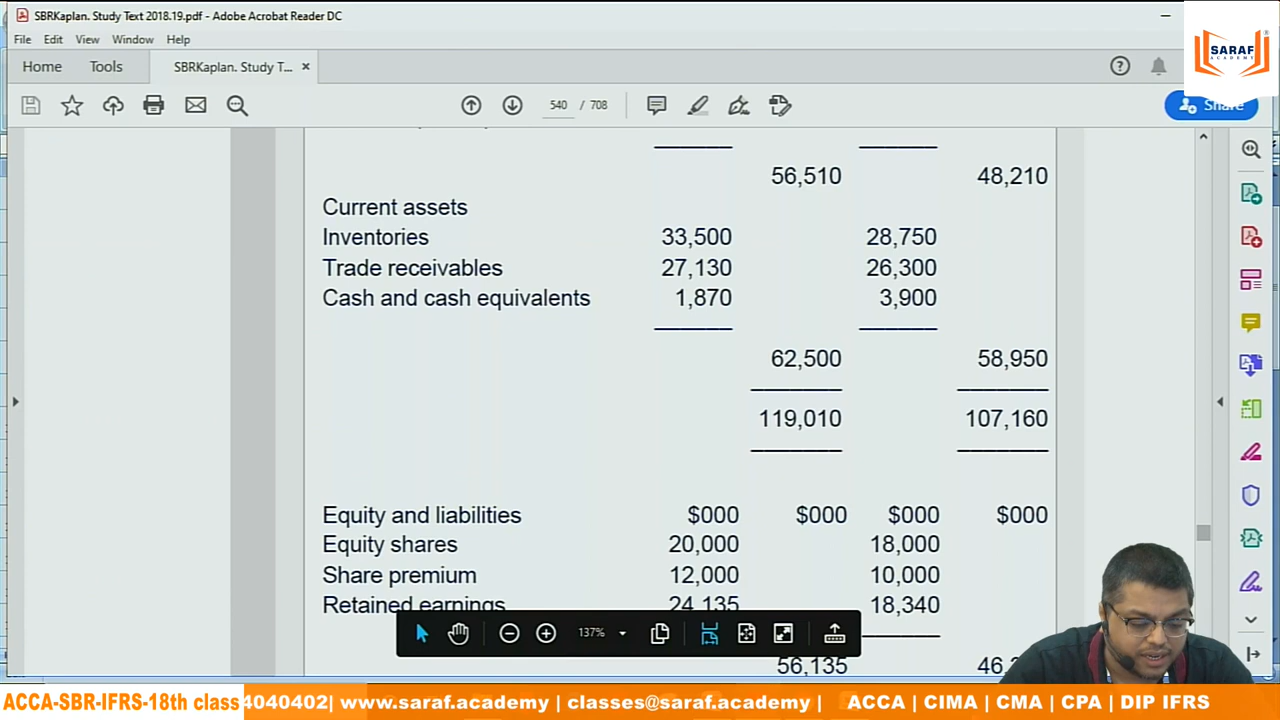 SBRKaplan. Study Text 2018.19.pdf - Adobe Acrobat Reader DC
File Edit View Window Help
Home Tools SBRKaplan. Study T... ×
SARAF
ACADEMY
540 / 708
Share
56,510 48,210
Current assets
Inventories 33,500 28,750
Trade receivables 27,130 26,300
Cash and cash equivalents 1,870 3,900
62,500 58,950
119,010 107,160
Equity and liabilities $000 $000 $000 $000
Equity shares 20,000 18,000
Share premium 12,000 10,000
Retained earnings 24,135 18,340
137%
56,135
ACCA-SBR-IFRS-18th class 4040402| www.saraf.academy | classes@saraf.academy | ACCA | CIMA | CMA | CPA | DIP IFRS